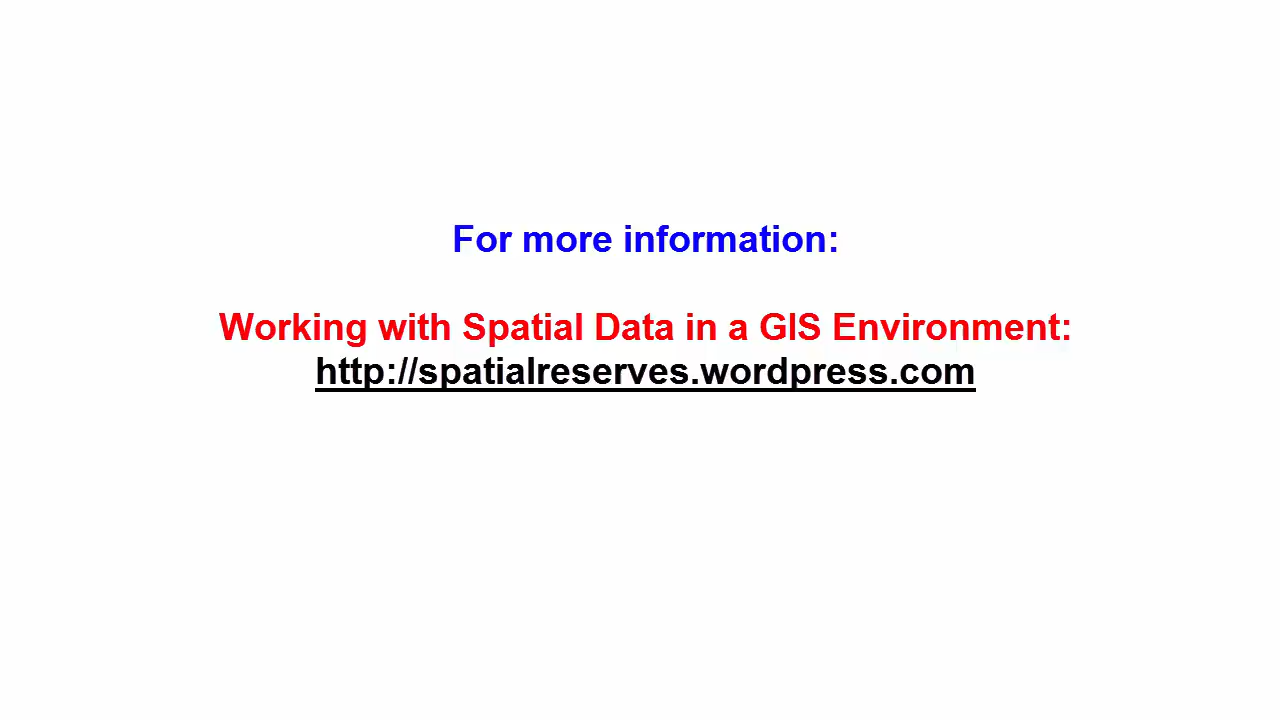 For more information:
Working with Spatial Data in a GIS Environment:
http://spatialreserves.wordpress.com